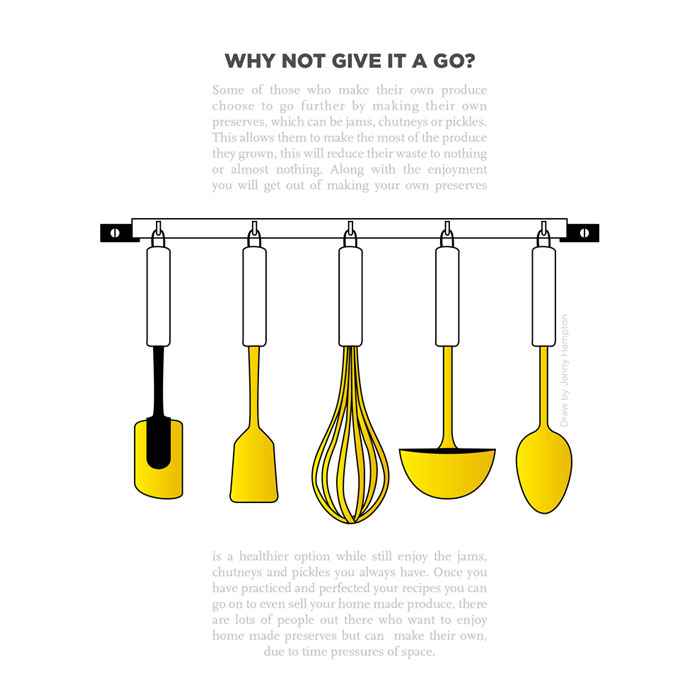 WHY NOT GIVE IT A GO?
Some of those who make their own produce
choose to go further by making their own
preserves, which can be jams, chutneys or pickles.
This allows them to make the most of the produce
they grown, this will reduce their waste to nothing
or almost nothing. Along with the enjoyment
you will get out of making your own preserves
Draw by Jenny Hampton
is a healthier option while still enjoy the jams,
chutneys and pickles you always have. Once you
have practiced and perfected your recipes you can
go on to even sell your home made produce, there
are lots of people out there who want to enjoy
home made preserves but can  make their own,
due to time pressures of space.